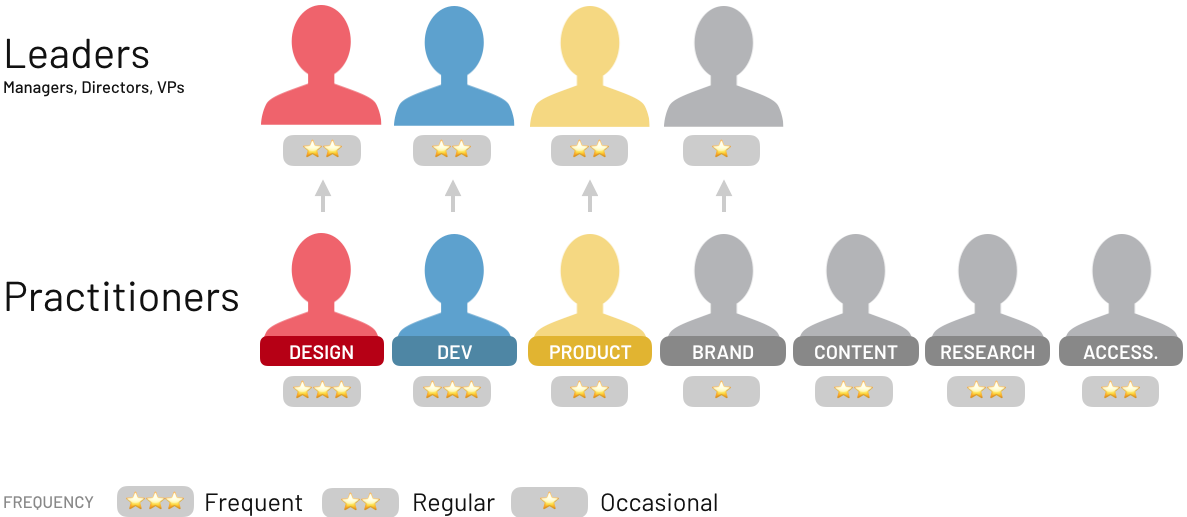 Leaders
Managers, Directors, VPs
Practitioners
DESIGN DEV PRODUCT BRAND CONTENT RESEARCH ACCESS.
FREQUENCY Frequent Regular Occasional